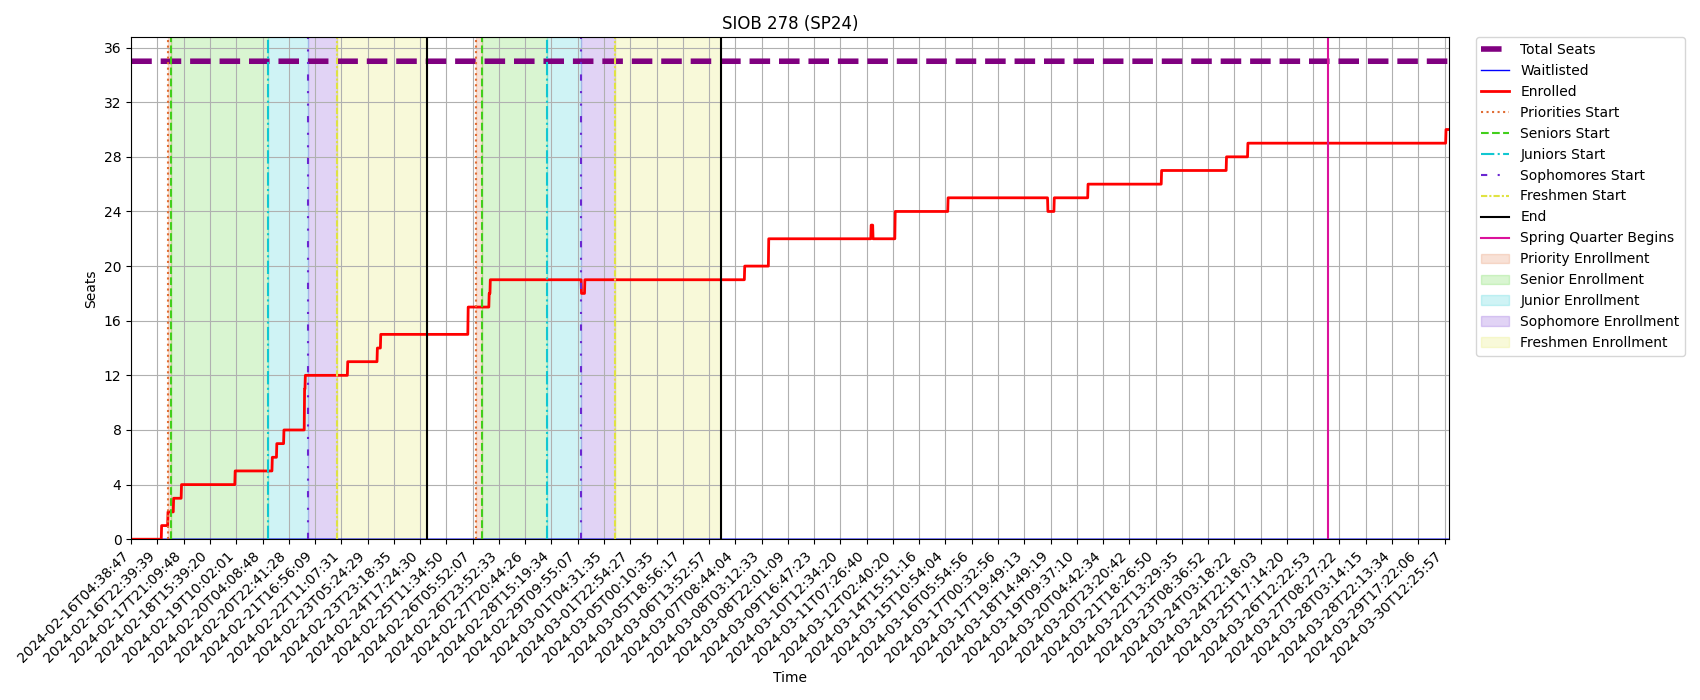 SIOB 278 (SP24)
36
32
28
24
20
16
12
8
4
0
Seats
2024-02-16T04:38:47
2024-02-16T22:39:39
2024-02-17T21:09:48
2024-02-18T15:39:20
2024-02-19T10:02:01
2024-02-20T04:08:48
2024-02-20T22:41:28
2024-02-21T16:56:09
2024-02-22T11:07:31
2024-02-23T05:24:29
2024-02-23T23:18:35
2024-02-24T17:24:30
2024-02-25T11:34:50
2024-02-26T05:52:07
2024-02-26T23:52:33
2024-02-27T20:44:26
2024-02-28T15:19:34
2024-02-29T09:55:07
2024-03-01T04:31:35
2024-03-01T22:54:27
2024-03-05T00:10:35
2024-03-05T18:56:17
2024-03-06T13:52:57
2024-03-07T08:44:04
2024-03-08T03:12:33
2024-03-08T22:01:09
2024-03-09T16:47:23
2024-03-10T12:34:20
2024-03-11T07:26:40
2024-03-12T02:40:20
2024-03-14T15:51:16
2024-03-15T10:54:04
2024-03-16T05:54:56
2024-03-17T00:32:56
2024-03-17T19:49:13
2024-03-18T14:49:19
2024-03-19T09:37:10
2024-03-20T04:42:34
2024-03-20T23:20:42
2024-03-21T18:26:50
2024-03-22T13:29:35
2024-03-23T08:36:52
2024-03-24T03:18:22
2024-03-24T22:18:03
2024-03-25T17:14:20
2024-03-26T12:22:53
2024-03-27T08:27:22
2024-03-28T03:14:15
2024-03-28T22:13:34
2024-03-29T17:22:06
2024-03-30T12:25:57
Time
Total Seats
Waitlisted
Enrolled
Priorities Start
Seniors Start
Juniors Start
Sophomores Start
Freshmen Start
End
Spring Quarter Begins
Priority Enrollment
Senior Enrollment
Junior Enrollment
Sophomore Enrollment
Freshmen Enrollment